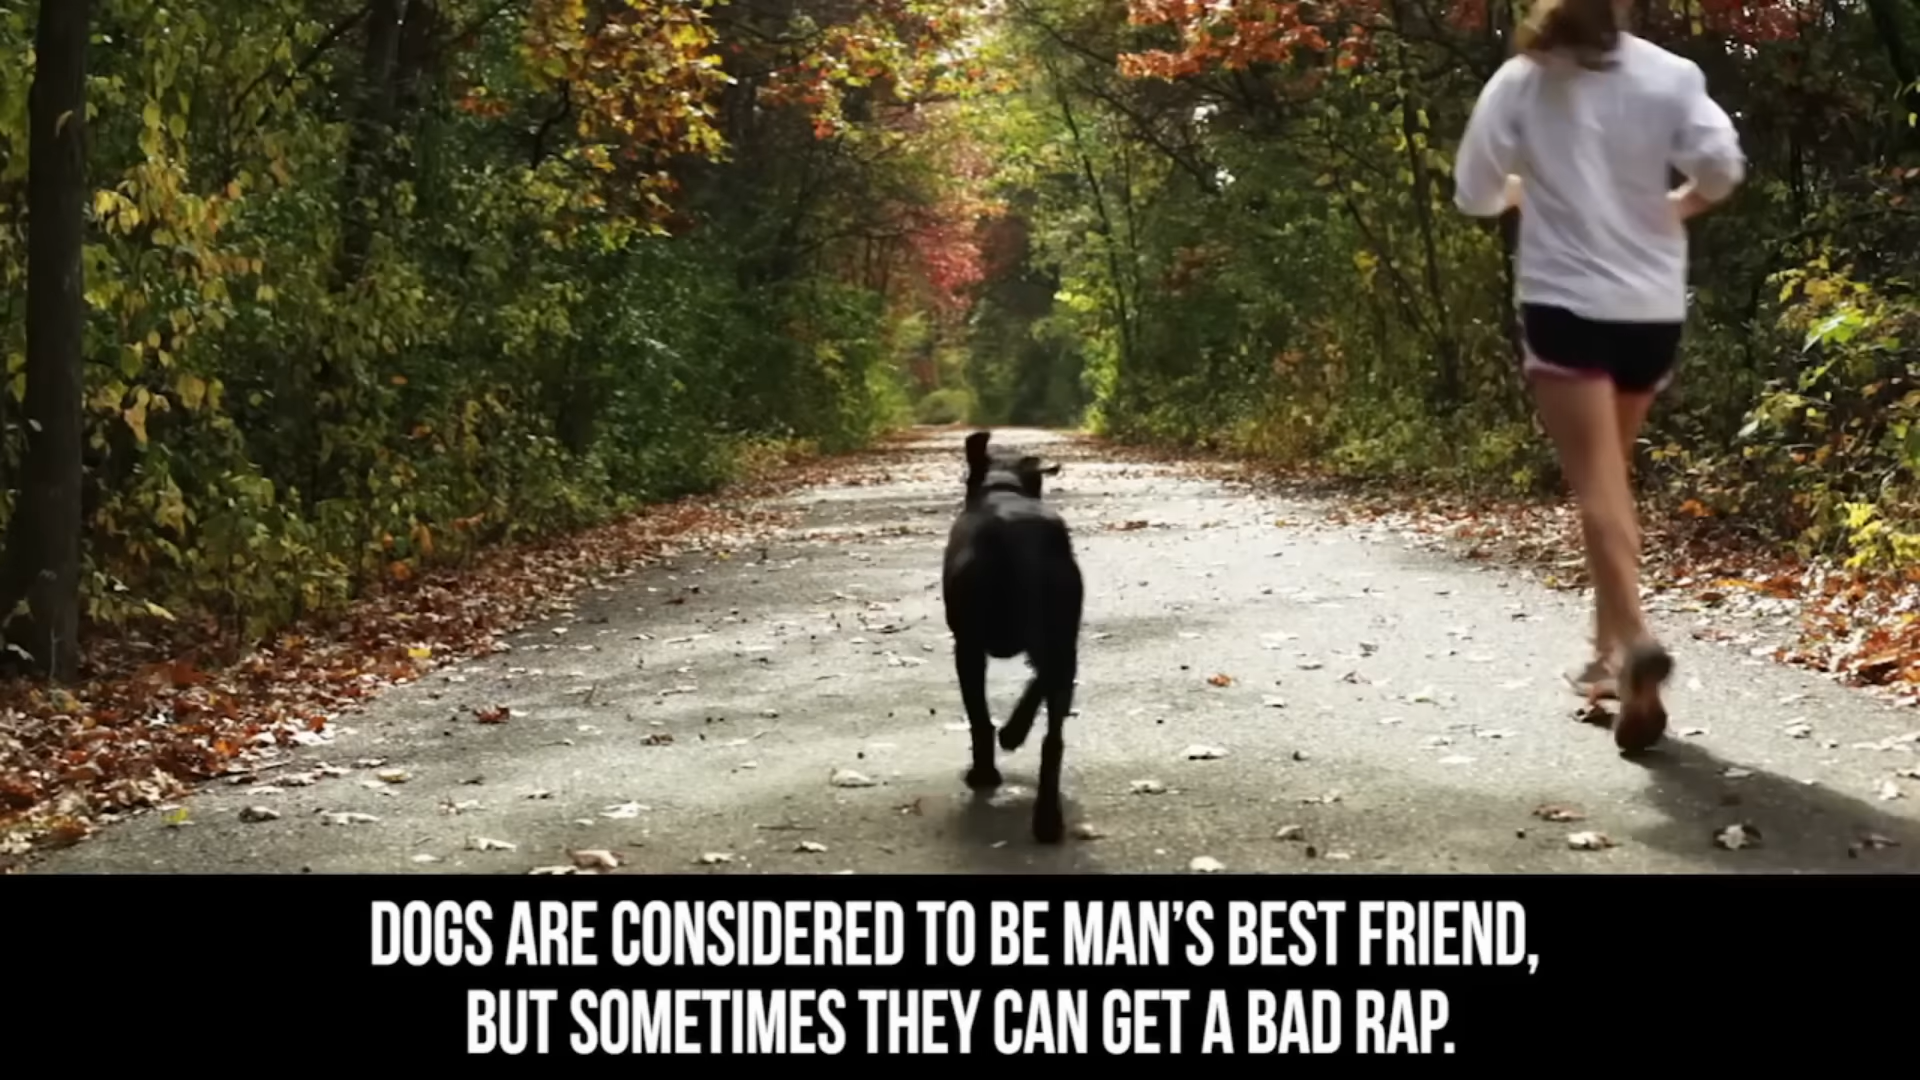 DOGS ARE CONSIDERED TO BE MAN’S BEST FRIEND,
BUT SOMETIMES THEY CAN GET A BAD RAP.